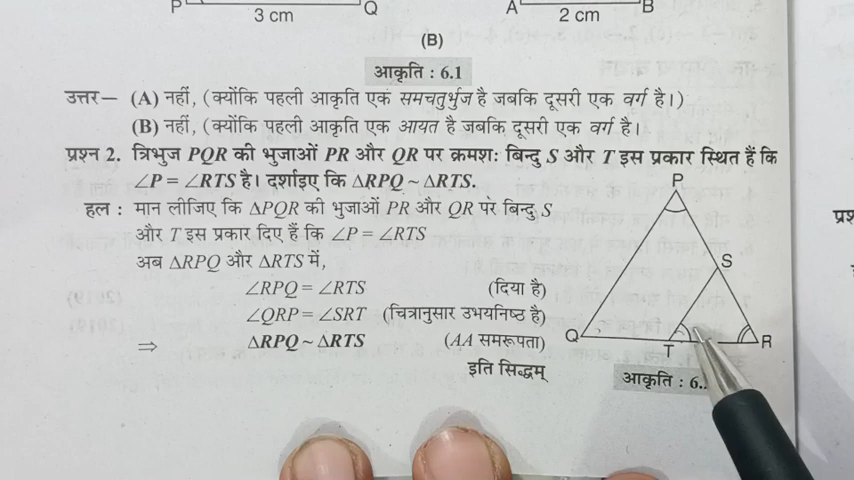 P Q A B
3 cm 2 cm
(B)
आकृति : 6.1
उत्तर— (A) नहीं, (क्योंकि पहली आकृति एक समचतुर्भुज है जबकि दूसरी एक वर्ग है।)
(B) नहीं, (क्योंकि पहली आकृति एक आयत है जबकि दूसरी एक वर्ग है।
प्रश्न 2. त्रिभुज PQR की भुजाओं PR और QR पर क्रमशः बिन्दु S और T इस प्रकार स्थित हैं कि
∠P = ∠RTS है। दर्शाइए कि ΔRPQ ~ ΔRTS.
हल : मान लीजिए कि ΔPQR की भुजाओं PR और QR पर बिन्दु S
और T इस प्रकार दिए हैं कि ∠P = ∠RTS
अब ΔRPQ और ΔRTS में,
∠RPQ = ∠RTS (दिया है)
∠QRP = ∠SRT (चित्रानुसार उभयनिष्ठ है)
⇒ ΔRPQ ~ ΔRTS (AA समरूपता)
इति सिद्धम्
P
S
Q T R
आकृति : 6.
प्रश्